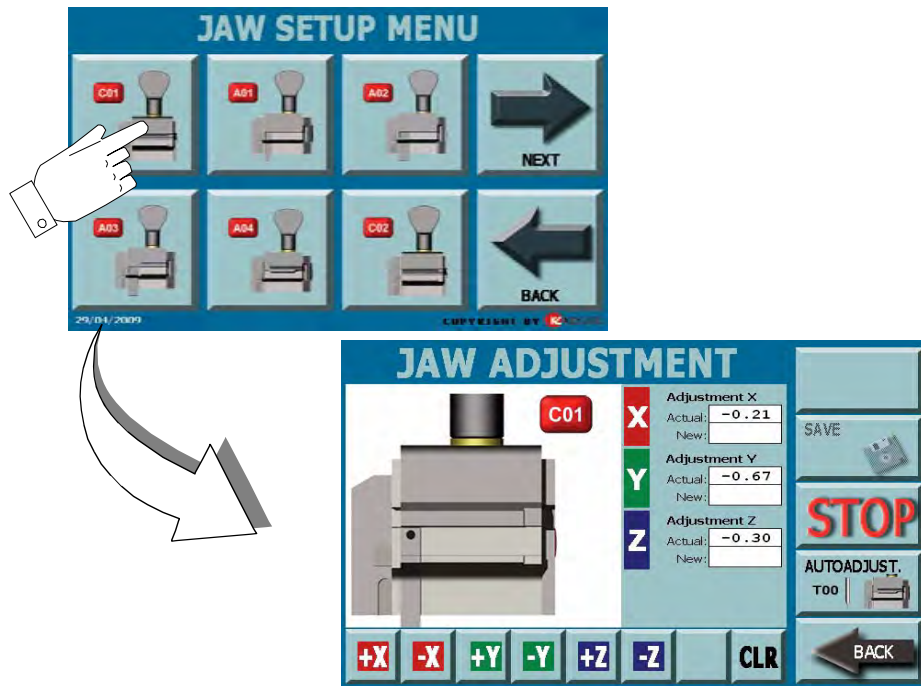 JAW SETUP MENU
C01
A01
A02
NEXT
A03
A04
C02
BACK
29/04/2009
COPYRIGHT BY
JAW ADJUSTMENT
C01
X
Adjustment X
Actual: -0.21
New:
Y
Adjustment Y
Actual: -0.67
New:
Z
Adjustment Z
Actual: -0.30
New:
SAVE
STOP
AUTOADJUST.
T00
BACK
+X -X +Y -Y +Z -Z CLR